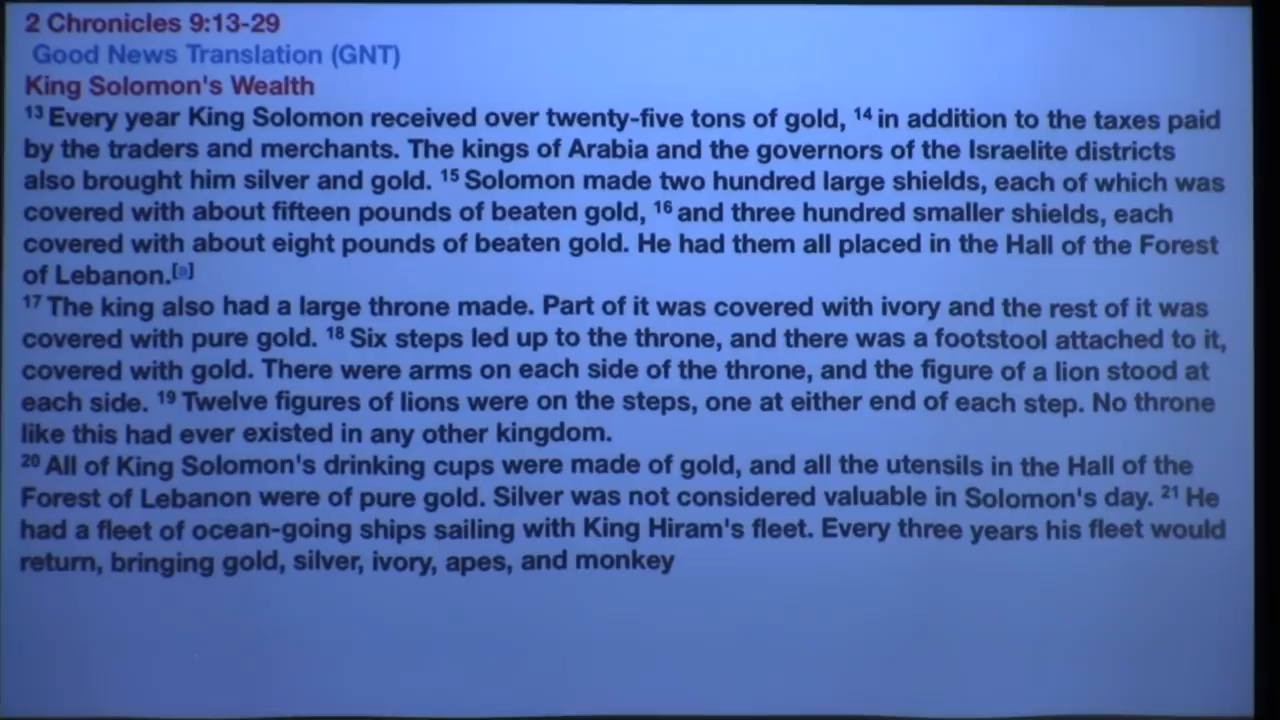 2 Chronicles 9:13-29
Good News Translation (GNT)
King Solomon's Wealth
13 Every year King Solomon received over twenty-five tons of gold, 14 in addition to the taxes paid
by the traders and merchants. The kings of Arabia and the governors of the Israelite districts
also brought him silver and gold. 15 Solomon made two hundred large shields, each of which was
covered with about fifteen pounds of beaten gold, 16 and three hundred smaller shields, each
covered with about eight pounds of beaten gold. He had them all placed in the Hall of the Forest
of Lebanon.[a]
17 The king also had a large throne made. Part of it was covered with ivory and the rest of it was
covered with pure gold. 18 Six steps led up to the throne, and there was a footstool attached to it,
covered with gold. There were arms on each side of the throne, and the figure of a lion stood at
each side. 19 Twelve figures of lions were on the steps, one at either end of each step. No throne
like this had ever existed in any other kingdom.
20 All of King Solomon's drinking cups were made of gold, and all the utensils in the Hall of the
Forest of Lebanon were of pure gold. Silver was not considered valuable in Solomon's day. 21 He
had a fleet of ocean-going ships sailing with King Hiram's fleet. Every three years his fleet would
return, bringing gold, silver, ivory, apes, and monkey